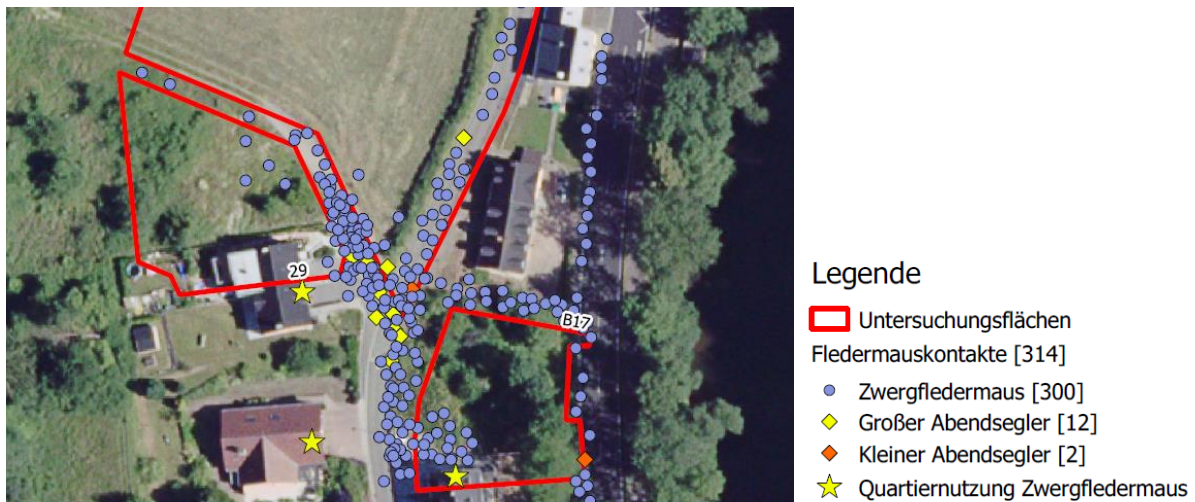 29
B17
Legende
Untersuchungsflächen
Fledermauskontakte [314]
Zwergfledermaus [300]
Großer Abendsegler [12]
Kleiner Abendsegler [2]
Quartiernutzung Zwergfledermaus